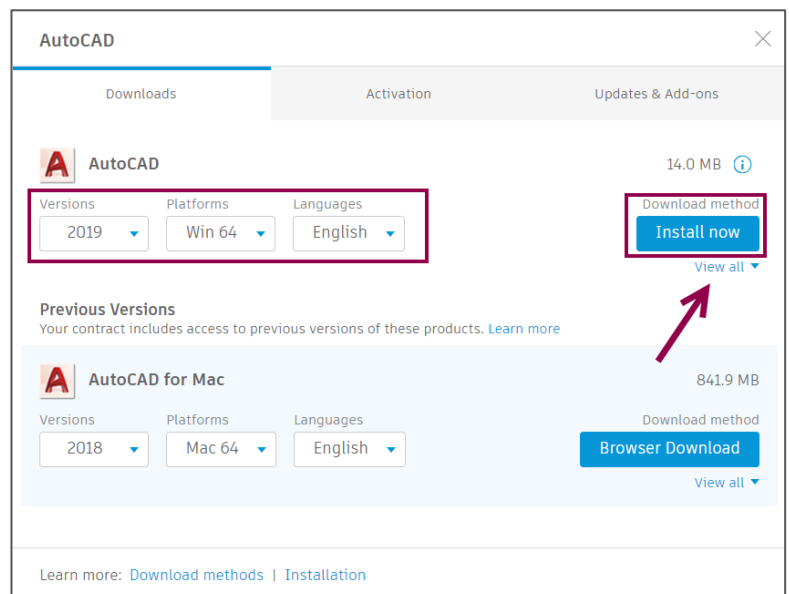 AutoCAD
Downloads Activation Updates & Add-ons
AutoCAD 14.0 MB
Versions Platforms Languages Download method
2019 Win 64 English Install now
View all
Previous Versions
Your contract includes access to previous versions of these products. Learn more
AutoCAD for Mac 841.9 MB
Versions Platforms Languages Download method
2018 Mac 64 English Browser Download
View all
Learn more: Download methods | Installation